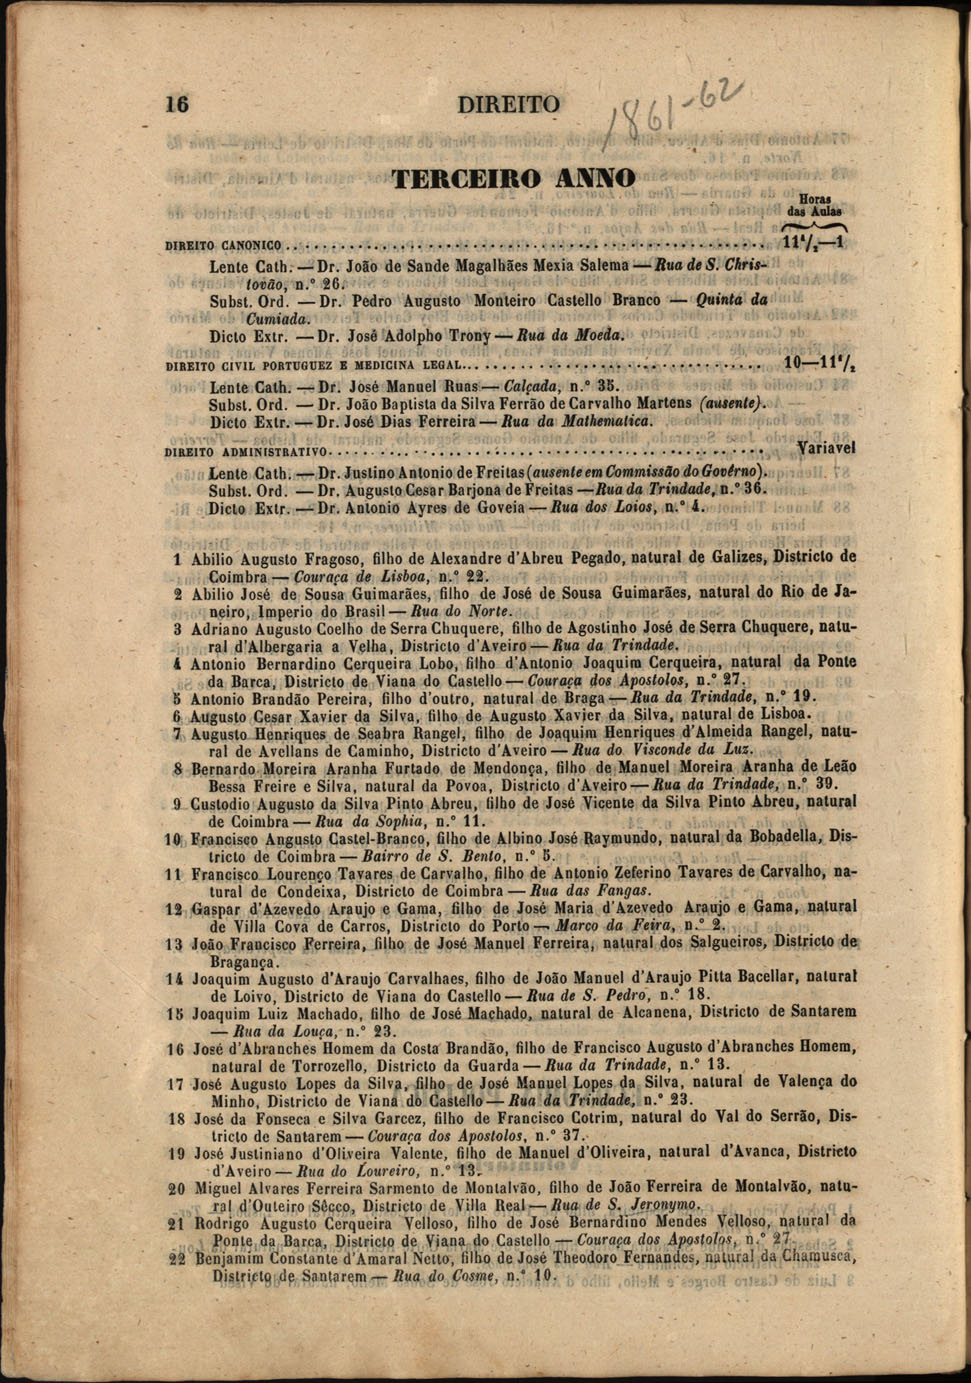 16 DIREITO 1861-62
TERCEIRO ANNO
Horas
das Aulas
DIREITO CANONICO . . . . . . . . . . . . . . . . . . . . . . . . . . . . . . 11 1/2—1
Lente Cath. — Dr. João de Sande Magalhães Mexia Salema — Rua de S. Chris-
tovão, n.º 26.
Subst. Ord. — Dr. Pedro Augusto Monteiro Castello Branco — Quinta da
Cumiada.
Dicto Extr. — Dr. José Adolpho Trony — Rua da Moeda.
DIREITO CIVIL PORTUGUEZ E MEDICINA LEGAL. . . . . . . . . . . . . . . . . . . . 10—11 1/2
Lente Cath. — Dr. José Manuel Ruas — Calçada, n.º 35.
Subst. Ord. — Dr. João Baptista da Silva Ferrão de Carvalho Martens (ausente).
Dicto Extr. — Dr. José Dias Ferreira — Rua da Mathematica.
DIREITO ADMINISTRATIVO. . . . . . . . . . . . . . . . . . . . . . . . . . . . Variavel
Lente Cath. — Dr. Justino Antonio de Freitas (ausente em Commissão do Govêrno).
Subst. Ord. — Dr. Augusto Cesar Barjona de Freitas — Rua da Trindade, n.º 36.
Dicto Extr. — Dr. Antonio Ayres de Goveia — Rua dos Loios, n.º 4.
1 Abilio Augusto Fragoso, filho de Alexandre d'Abreu Pegado, natural de Galizes, Districto de
Coimbra — Couraça de Lisboa, n.º 22.
2 Abilio José de Sousa Guimarães, filho de José de Sousa Guimarães, natural do Rio de Ja-
neiro, Imperio do Brasil — Rua do Norte.
3 Adriano Augusto Coelho de Serra Chuquere, filho de Agostinho José de Serra Chuquere, natu-
ral d'Albergaria a Velha, Districto d'Aveiro — Rua da Trindade.
4 Antonio Bernardino Cerqueira Lobo, filho d'Antonio Joaquim Cerqueira, natural da Ponte
da Barca, Districto de Viana do Castello — Couraça dos Apostolos, n.º 27.
5 Antonio Brandão Pereira, filho d'outro, natural de Braga — Rua da Trindade, n.º 19.
6 Augusto Cesar Xavier da Silva, filho de Augusto Xavier da Silva, natural de Lisboa.
7 Augusto Henriques de Seabra Rangel, filho de Joaquim Henriques d'Almeida Rangel, natu-
ral de Avellans de Caminho, Districto d'Aveiro — Rua do Visconde da Luz.
8 Bernardo Moreira Aranha Furtado de Mendonça, filho de Manuel Moreira Aranha de Leão
Bessa Freire e Silva, natural da Povoa, Districto d'Aveiro — Rua da Trindade, n.º 39.
9 Custodio Augusto da Silva Pinto Abreu, filho de José Vicente da Silva Pinto Abreu, natural
de Coimbra — Rua da Sophia, n.º 11.
10 Francisco Angusto Castel-Branco, filho de Albino José Raymundo, natural da Bobadella, Dis-
tricto de Coimbra — Bairro de S. Bento, n.º 5.
11 Francisco Lourenço Tavares de Carvalho, filho de Antonio Zeferino Tavares de Carvalho, na-
tural de Condeixa, Districto de Coimbra — Rua das Fangas.
12 Gaspar d'Azevedo Araujo e Gama, filho de José Maria d'Azevedo Araujo e Gama, natural
de Villa Cova de Carros, Districto do Porto — Marco da Feira, n.º 2.
13 João Francisco Ferreira, filho de José Manuel Ferreira, natural dos Salgueiros, Districto de
Bragança.
14 Joaquim Augusto d'Araujo Carvalhaes, filho de João Manuel d'Araujo Pitta Bacellar, natural
de Loivo, Districto de Viana do Castello — Rua de S. Pedro, n.º 18.
15 Joaquim Luiz Machado, filho de José Machado, natural de Alcanena, Districto de Santarem
— Rua da Louça, n.º 23.
16 José d'Abranches Homem da Costa Brandão, filho de Francisco Augusto d'Abranches Homem,
natural de Torrozello, Districto da Guarda — Rua da Trindade, n.º 13.
17 José Augusto Lopes da Silva, filho de José Manuel Lopes da Silva, natural de Valença do
Minho, Districto de Viana do Castello — Rua da Trindade, n.º 23.
18 José da Fonseca e Silva Garcez, filho de Francisco Cotrim, natural do Val do Serrão, Dis-
tricto de Santarem — Couraça dos Apostolos, n.º 37.
19 José Justiniano d'Oliveira Valente, filho de Manuel d'Oliveira, natural d'Avanca, Districto
d'Aveiro — Rua do Loureiro, n.º 13.
20 Miguel Alvares Ferreira Sarmento de Montalvão, filho de João Ferreira de Montalvão, natu-
ral d'Outeiro Sêcco, Districto de Villa Real — Rua de S. Jeronymo.
21 Rodrigo Augusto Cerqueira Velloso, filho de José Bernardino Mendes Velloso, natural da
Ponte da Barca, Districto de Viana do Castello — Couraça dos Apostolos, n.º 27.
22 Benjamim Constante d'Amaral Netto, filho de José Theodoro Fernandes, natural da Chamusca,
Districto de Santarem — Rua do Cosme, n.º 10.